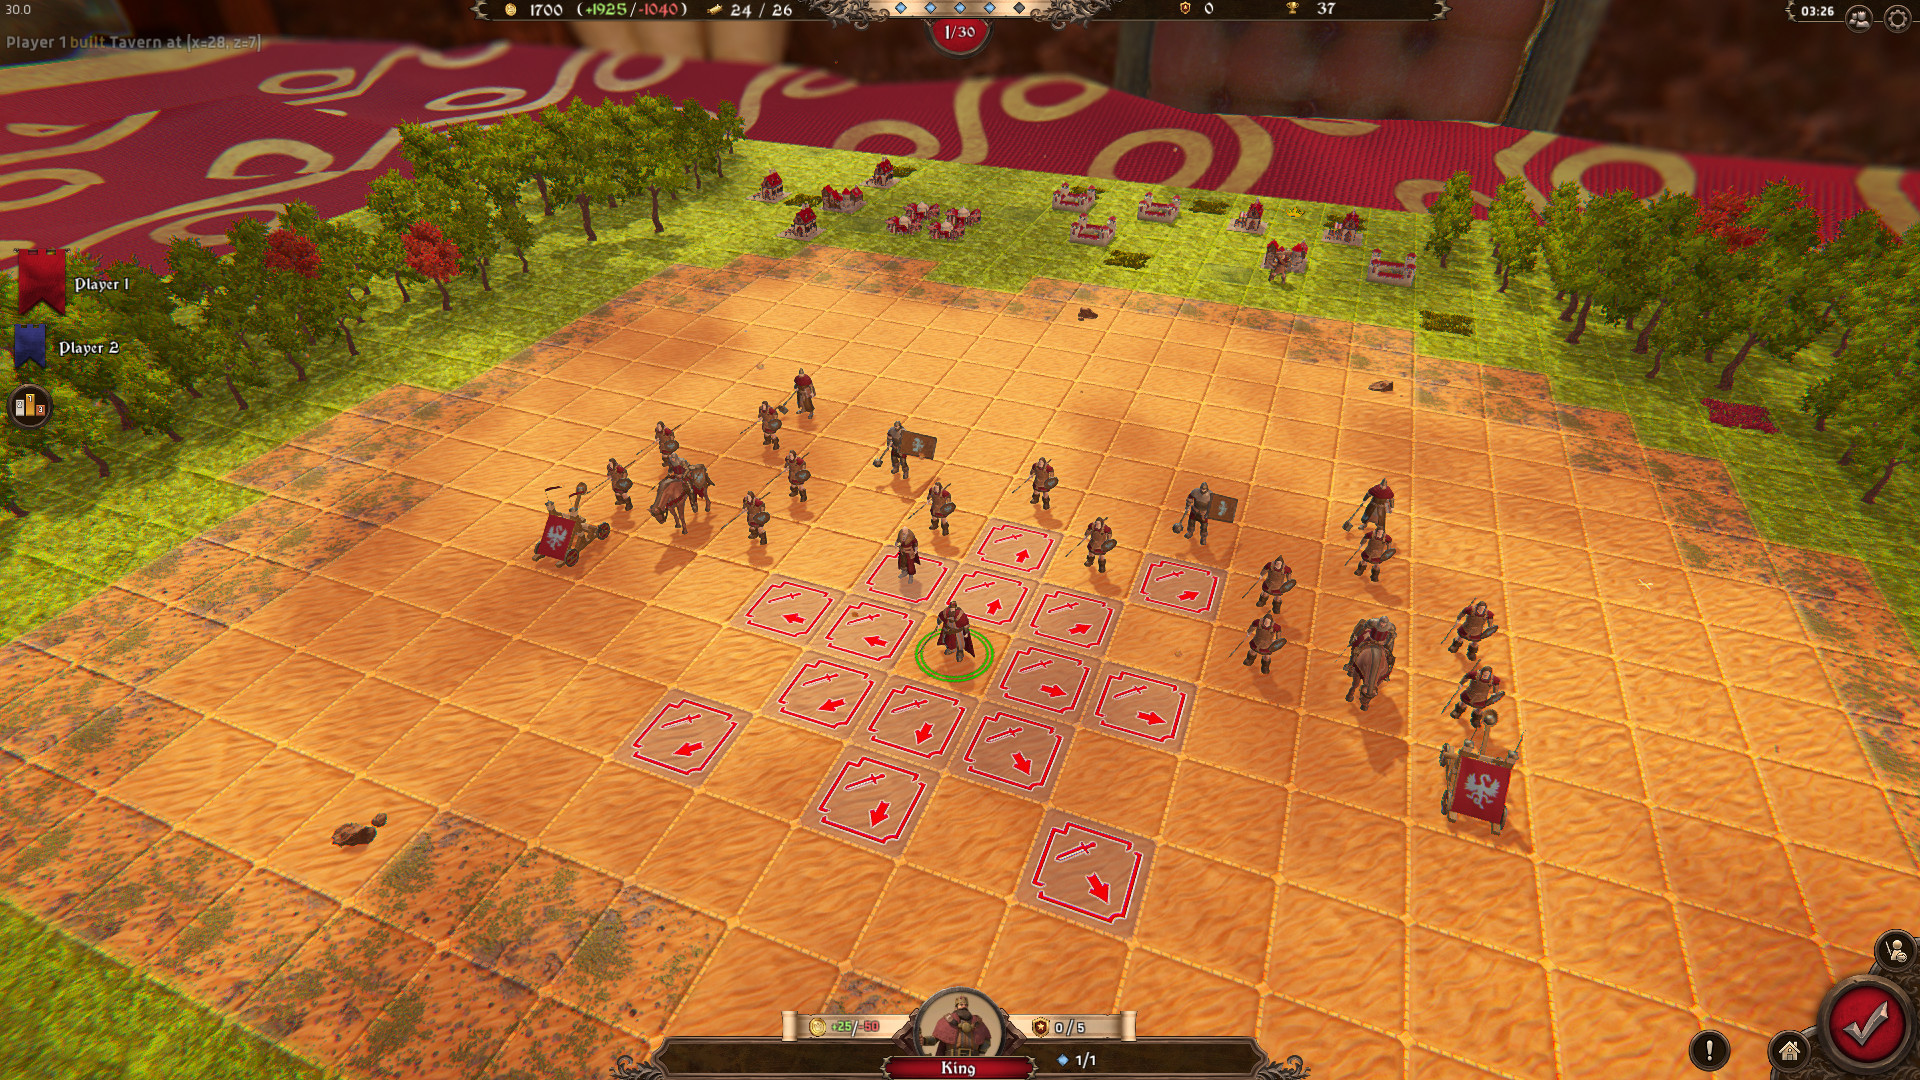 30.0
1700 (+1925/-1040) 24 / 26
0
37
03:26
1/30
Player 1 built Tavern at [x=28, z=7]
Player 1
Player 2
+25/-50
0 / 5
1/1
King